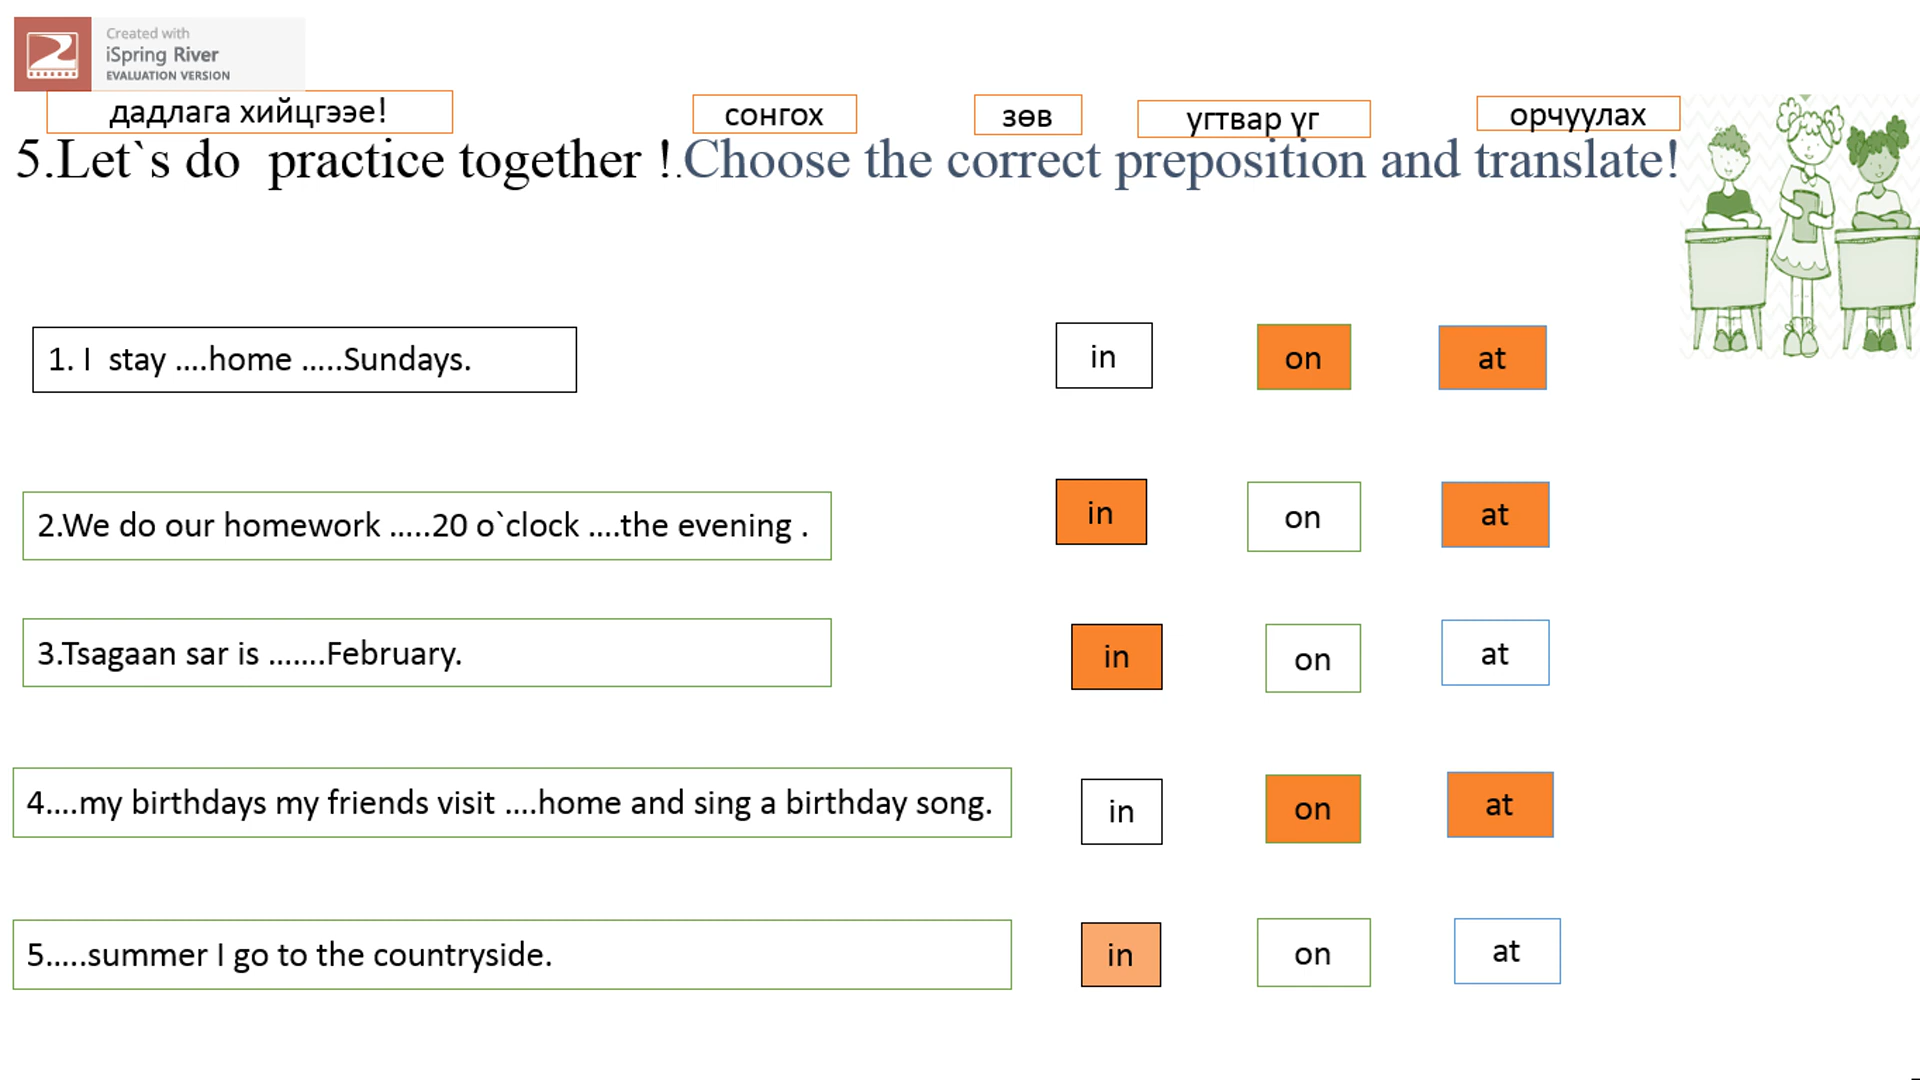 Created with
iSpring River
EVALUATION VERSION
дадлага хийцгээе!
сонгох
зөв
угтвар үг
орчуулах
5.Let`s do practice together !.Choose the correct preposition and translate!
1. I stay ....home .....Sundays.
in
on
at
2.We do our homework .....20 o`clock ....the evening .
in
on
at
3.Tsagaan sar is .......February.
in
on
at
4....my birthdays my friends visit ....home and sing a birthday song.
in
on
at
5.....summer I go to the countryside.
in
on
at